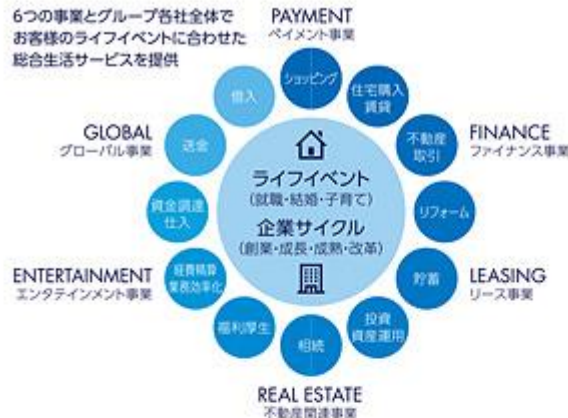 6つの事業とグループ各社全体で
お客様のライフイベントに合わせた
総合生活サービスを提供
PAYMENT
ペイメント事業
ショッピング
住宅購入
賃貸
不動産
取引
FINANCE
ファイナンス事業
リフォーム
貯蓄
LEASING
リース事業
投資
資産運用
相続
REAL ESTATE
不動産関連事業
福利厚生
経費精算
業務効率化
ENTERTAINMENT
エンタテインメント事業
資金調達
仕入
送金
GLOBAL
グローバル事業
借入
ライフイベント
(就職・結婚・子育て)
企業サイクル
(創業・成長・成熟・改革)